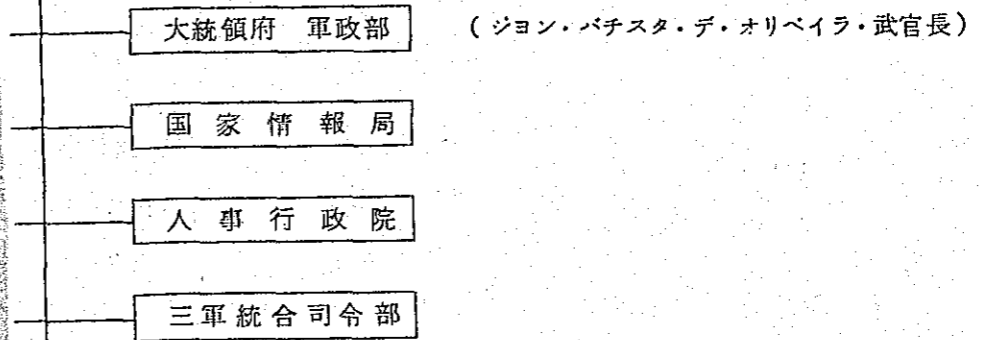 大統領府 軍政部 (ジョン・バチスタ・デ・オリベイラ・武官長)
国家情報局
人事行政院
三軍統合司令部